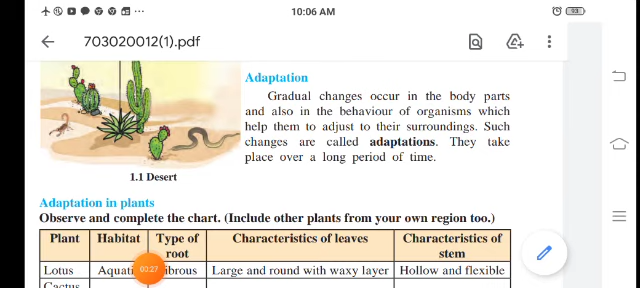 10:06 AM
93
703020012(1).pdf
Adaptation
Gradual changes occur in the body parts
and also in the behaviour of organisms which
help them to adjust to their surroundings. Such
changes are called adaptations. They take
place over a long period of time.
1.1 Desert
Adaptation in plants
Observe and complete the chart. (Include other plants from your own region too.)
Plant Habitat Type of root Characteristics of leaves Characteristics of stem
Lotus 00:27 Large and round with waxy layer Hollow and flexible
Cactus